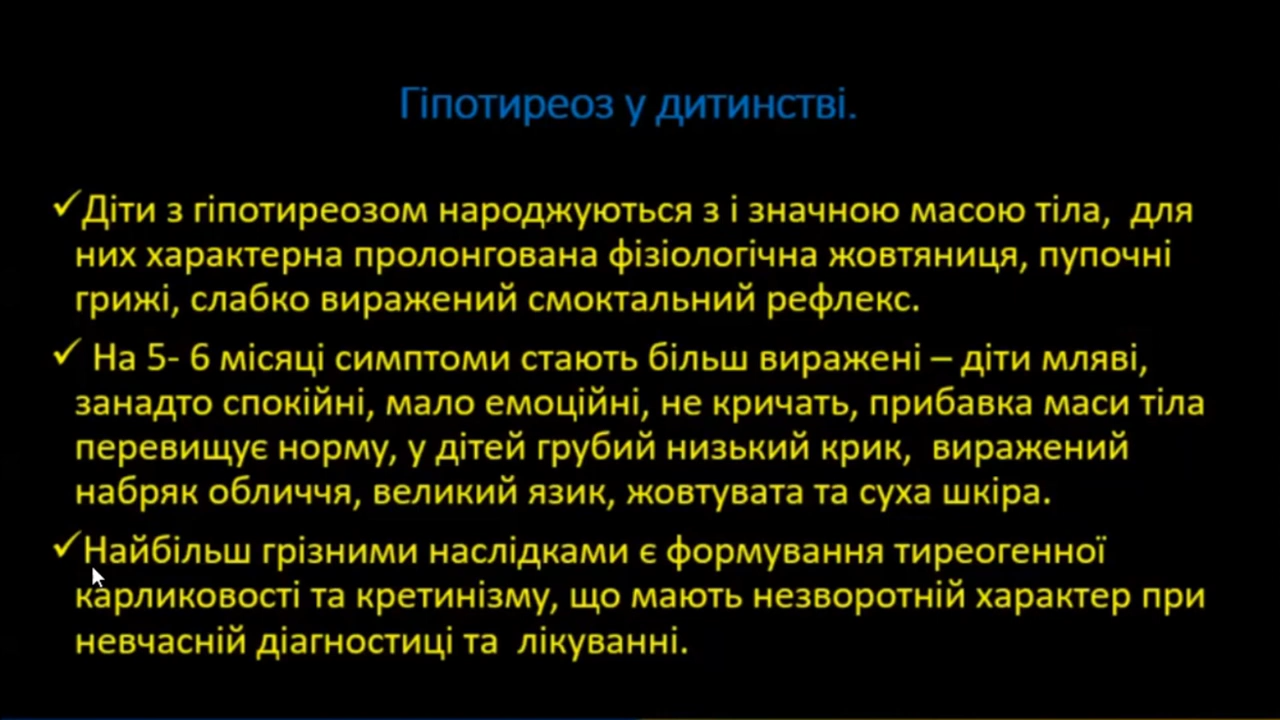 Гіпотиреоз у дитинстві.
✓Діти з гіпотиреозом народжуються з і значною масою тіла, для
них характерна пролонгована фізіологічна жовтяниця, пупочні
грижі, слабко виражений смоктальний рефлекс.
✓ На 5- 6 місяці симптоми стають більш виражені – діти мляві,
занадто спокійні, мало емоційні, не кричать, прибавка маси тіла
перевищує норму, у дітей грубий низький крик, виражений
набряк обличчя, великий язик, жовтувата та суха шкіра.
✓Найбільш грізними наслідками є формування тиреогенної
карликовості та кретинізму, що мають незворотній характер при
невчасній діагностиці та лікуванні.